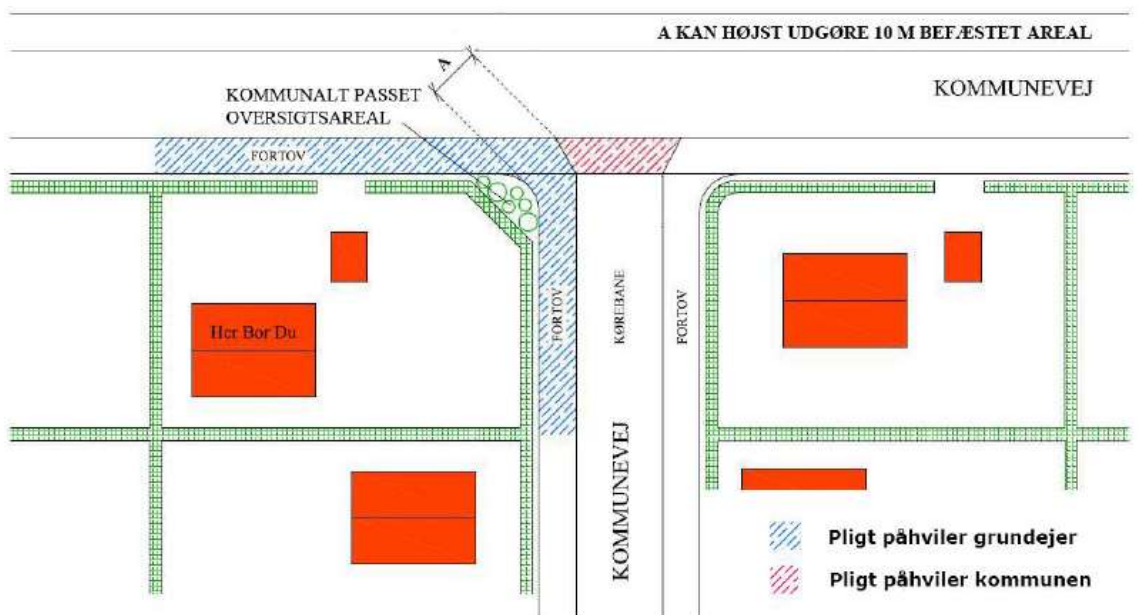 A KAN HØJST UDGØRE 10 M BEFÆSTET AREAL
KOMMUNEVEJ
A
KOMMUNALT PASSET
OVERSIGTSAREAL
FORTOV
Her Bor Du
FORTOV
KØREBANE
FORTOV
KOMMUNEVEJ
Pligt påhviler grundejer
Pligt påhviler kommunen